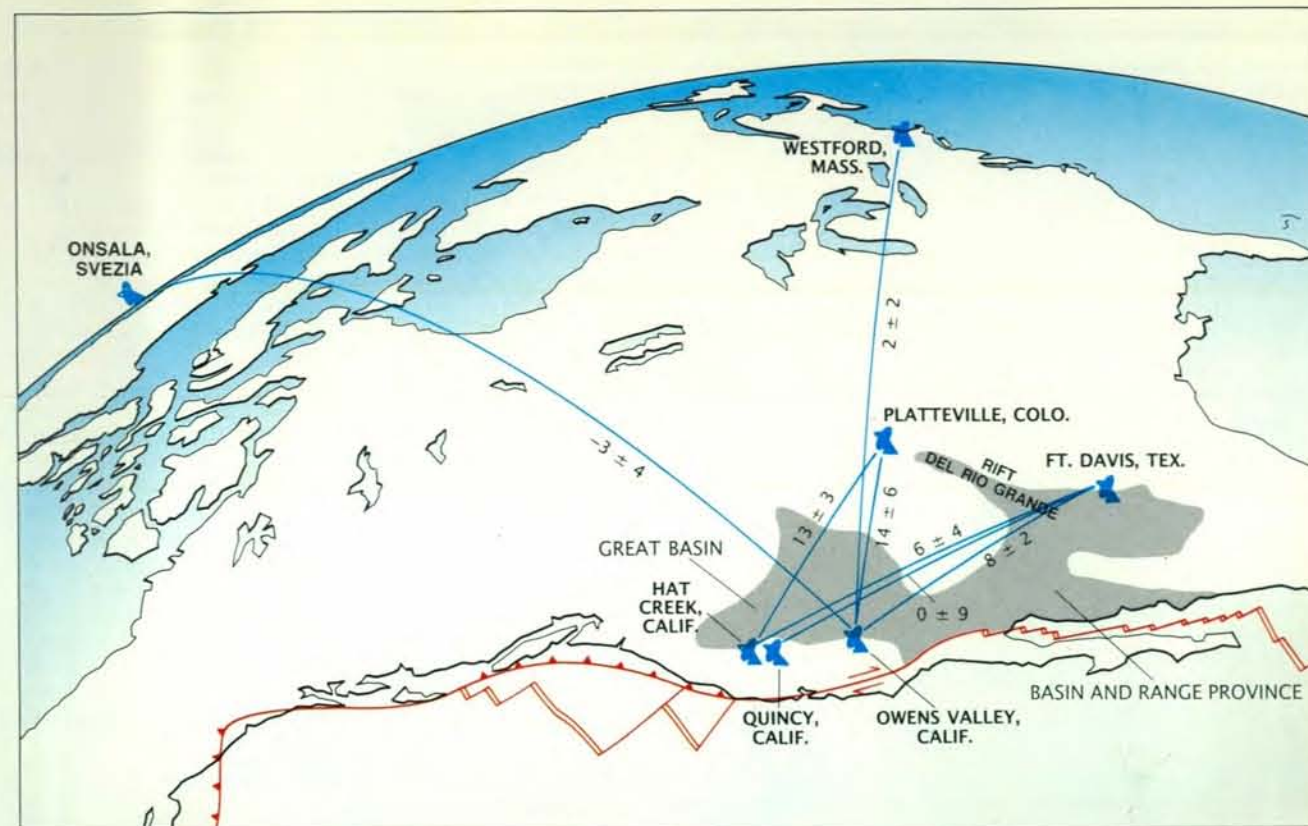 WESTFORD,
MASS.
ONSALA,
SVEZIA
2 ± 2
-3 ± 4
PLATTEVILLE, COLO.
RIFT
DEL RIO GRANDE
FT. DAVIS, TEX.
13 ± 3
14 ± 6
6 ± 4
8 ± 2
GREAT BASIN
HAT
CREEK,
CALIF.
0 ± 9
BASIN AND RANGE PROVINCE
QUINCY,
CALIF.
OWENS VALLEY,
CALIF.